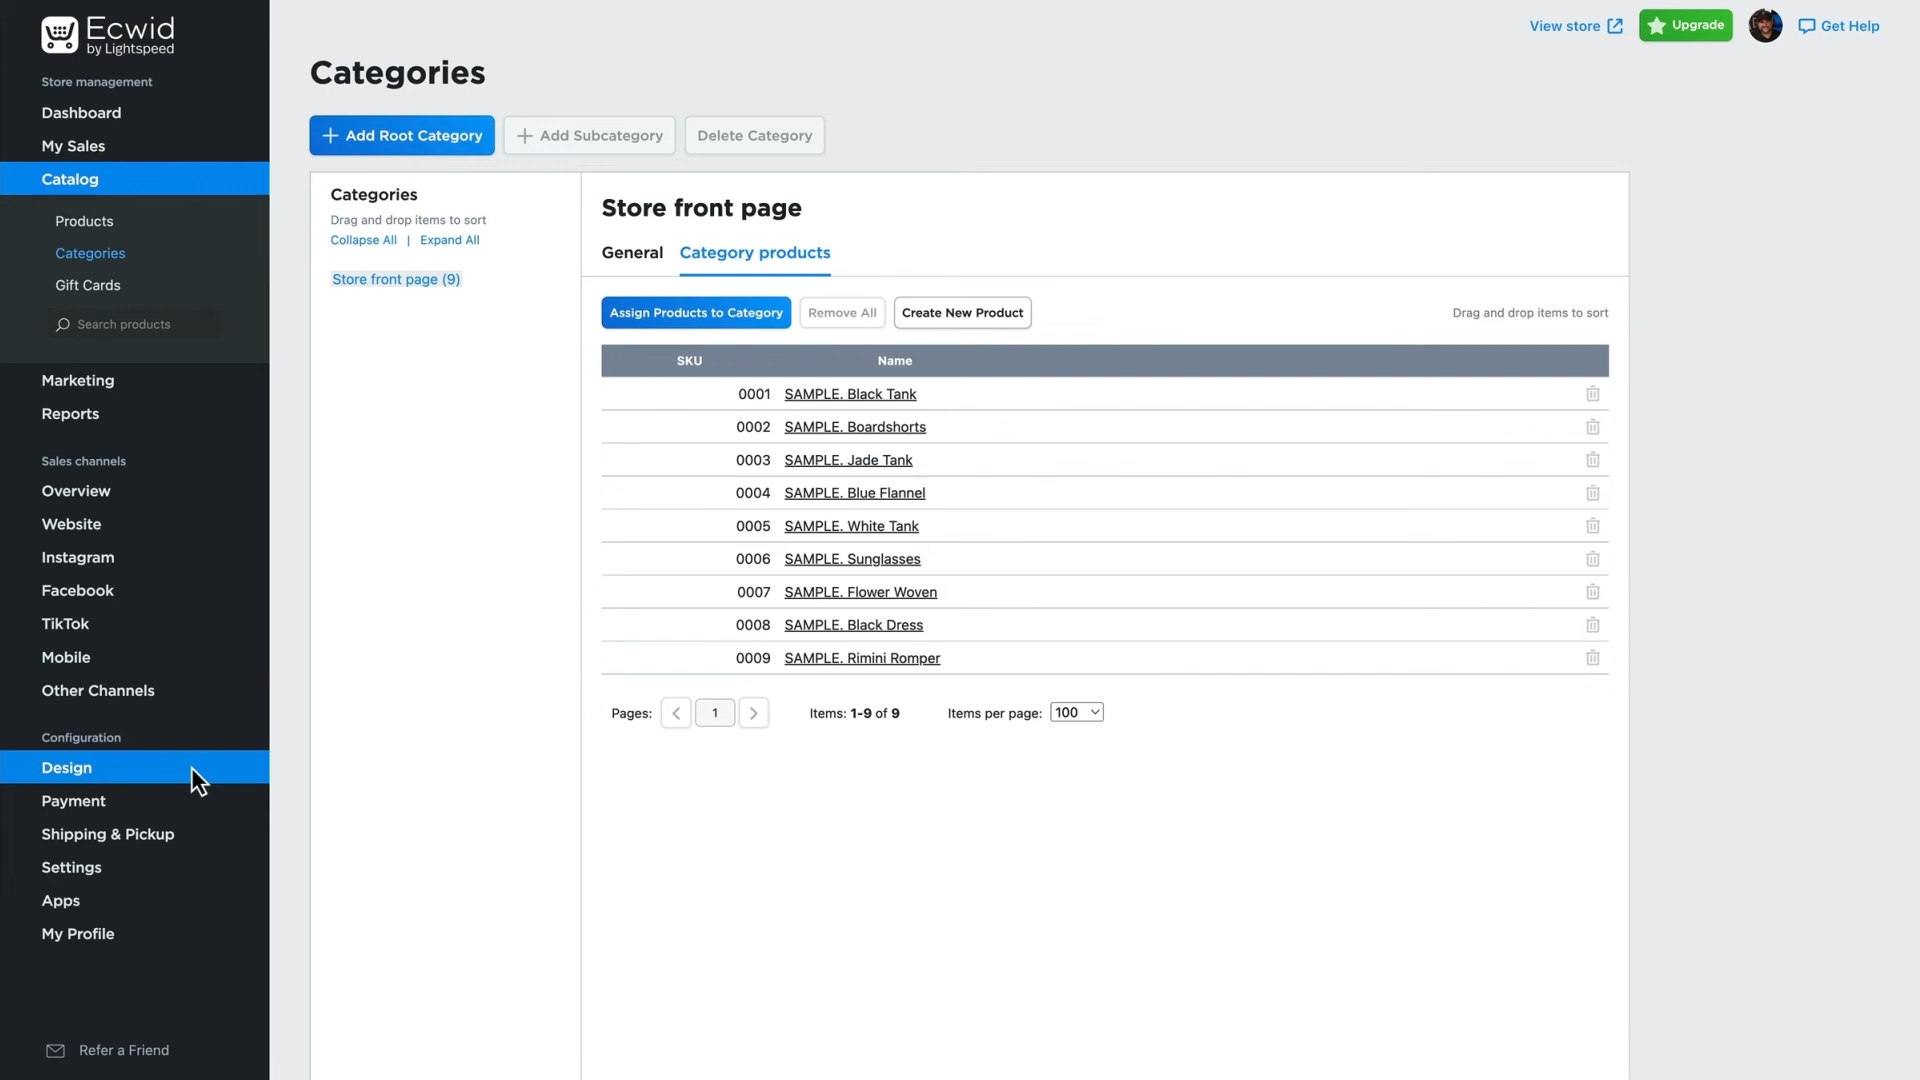 Ecwid
by Lightspeed
Store management
Dashboard
My Sales
Catalog
Products
Categories
Gift Cards
Search products
Marketing
Reports
Sales channels
Overview
Website
Instagram
Facebook
TikTok
Mobile
Other Channels
Configuration
Design
Payment
Shipping & Pickup
Settings
Apps
My Profile
Refer a Friend
View store
Upgrade
Get Help
Categories
Add Root Category
Add Subcategory
Delete Category
Categories
Drag and drop items to sort
Collapse All | Expand All
Store front page (9)
Store front page
General Category products
Assign Products to Category Remove All Create New Product Drag and drop items to sort
SKU Name
0001 SAMPLE. Black Tank
0002 SAMPLE. Boardshorts
0003 SAMPLE. Jade Tank
0004 SAMPLE. Blue Flannel
0005 SAMPLE. White Tank
0006 SAMPLE. Sunglasses
0007 SAMPLE. Flower Woven
0008 SAMPLE. Black Dress
0009 SAMPLE. Rimini Romper
Pages: 1 Items: 1-9 of 9 Items per page: 100